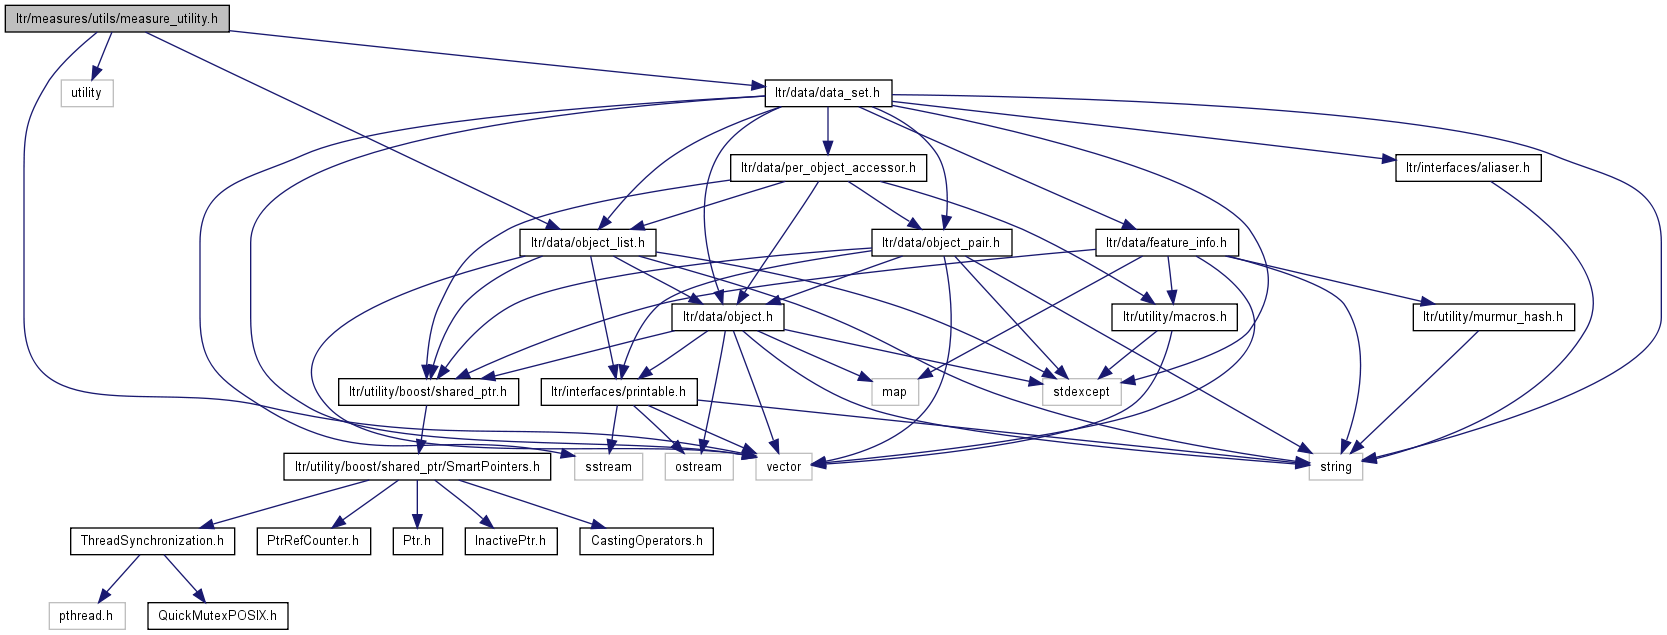 ltr/measures/utils/measure_utility.h
utility
ltr/data/data_set.h
ltr/data/per_object_accessor.h
ltr/interfaces/aliaser.h
ltr/data/object_list.h
ltr/data/object_pair.h
ltr/data/feature_info.h
ltr/data/object.h
ltr/utility/macros.h
ltr/utility/murmur_hash.h
ltr/utility/boost/shared_ptr.h
ltr/interfaces/printable.h
map
stdexcept
ltr/utility/boost/shared_ptr/SmartPointers.h
sstream
ostream
vector
string
ThreadSynchronization.h
PtrRefCounter.h
Ptr.h
InactivePtr.h
CastingOperators.h
pthread.h
QuickMutexPOSIX.h